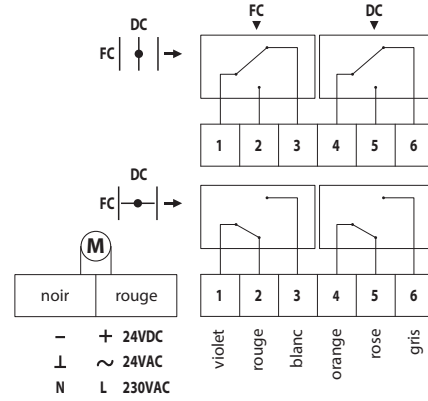 FC DC
DC
FC
1 2 3 4 5 6
DC
FC
M
noir rouge
1 2 3 4 5 6
violet rouge blanc orange rose gris
− + 24VDC
⊥ ~ 24VAC
N L 230VAC